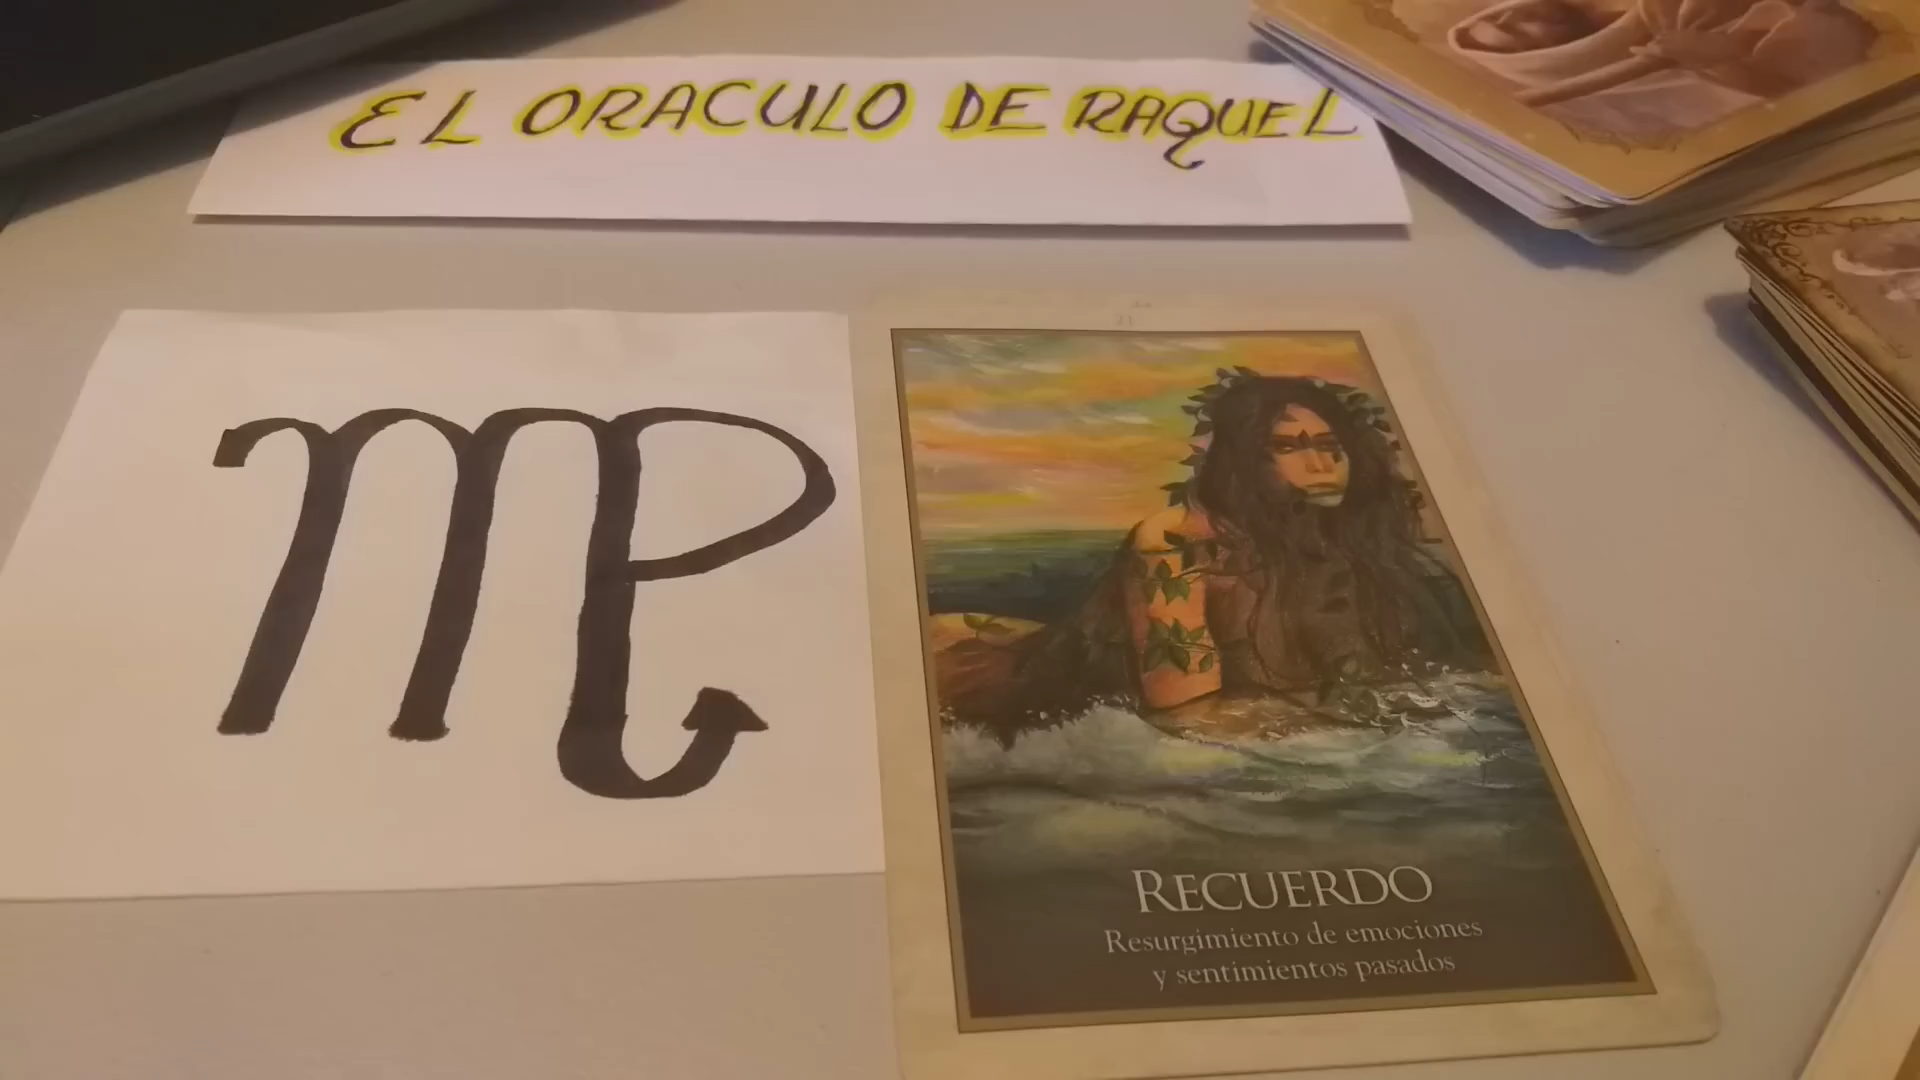 EL ORACULO DE RAQUEL
RECUERDO
Resurgimiento de emociones
y sentimientos pasados